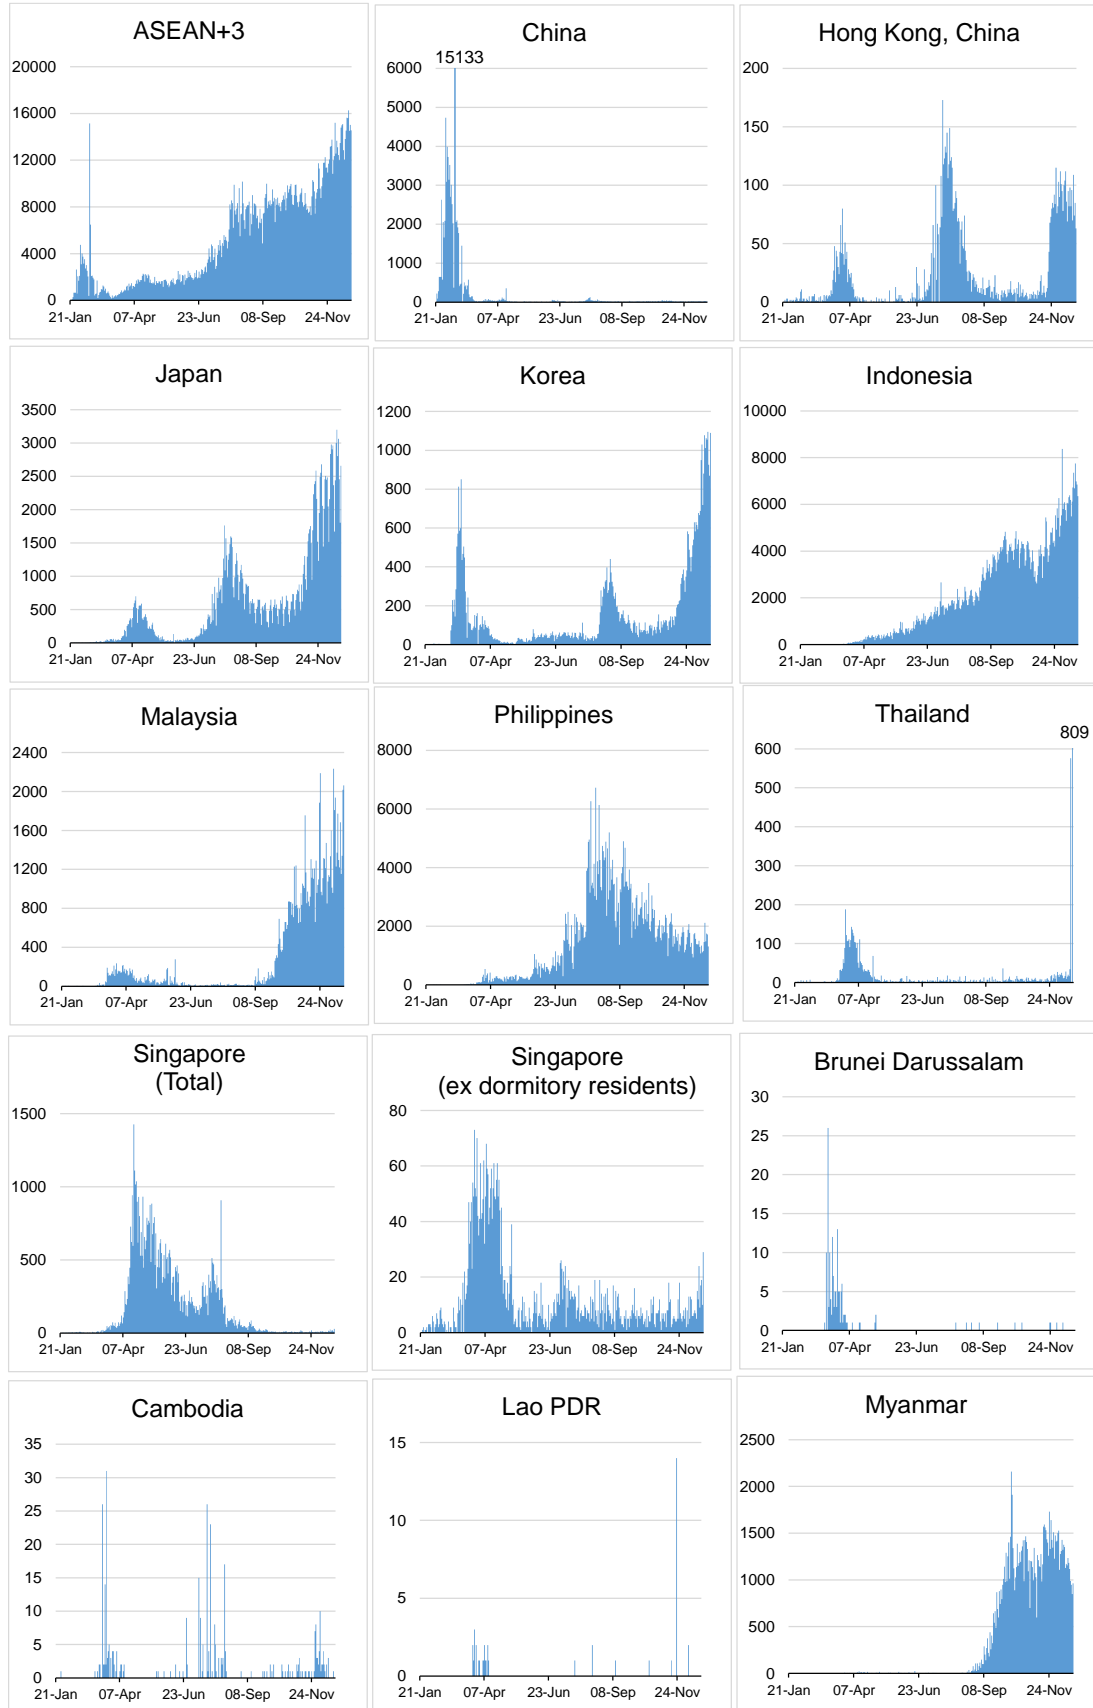 ASEAN+3
20000
16000
12000
8000
4000
0
21-Jan 07-Apr 23-Jun 08-Sep 24-Nov
China
15133
6000
5000
4000
3000
2000
1000
0
21-Jan 07-Apr 23-Jun 08-Sep 24-Nov
Hong Kong, China
200
150
100
50
0
21-Jan 07-Apr 23-Jun 08-Sep 24-Nov
Japan
3500
3000
2500
2000
1500
1000
500
0
21-Jan 07-Apr 23-Jun 08-Sep 24-Nov
Korea
1200
1000
800
600
400
200
0
21-Jan 07-Apr 23-Jun 08-Sep 24-Nov
Indonesia
10000
8000
6000
4000
2000
0
21-Jan 07-Apr 23-Jun 08-Sep 24-Nov
Malaysia
2400
2000
1600
1200
800
400
0
21-Jan 07-Apr 23-Jun 08-Sep 24-Nov
Philippines
8000
6000
4000
2000
0
21-Jan 07-Apr 23-Jun 08-Sep 24-Nov
Thailand
809
600
500
400
300
200
100
0
21-Jan 07-Apr 23-Jun 08-Sep 24-Nov
Singapore
(Total)
1500
1000
500
0
21-Jan 07-Apr 23-Jun 08-Sep 24-Nov
Singapore
(ex dormitory residents)
80
60
40
20
0
21-Jan 07-Apr 23-Jun 08-Sep 24-Nov
Brunei Darussalam
30
25
20
15
10
5
0
21-Jan 07-Apr 23-Jun 08-Sep 24-Nov
Cambodia
35
30
25
20
15
10
5
0
21-Jan 07-Apr 23-Jun 08-Sep 24-Nov
Lao PDR
15
10
5
0
21-Jan 07-Apr 23-Jun 08-Sep 24-Nov
Myanmar
2500
2000
1500
1000
500
0
21-Jan 07-Apr 23-Jun 08-Sep 24-Nov